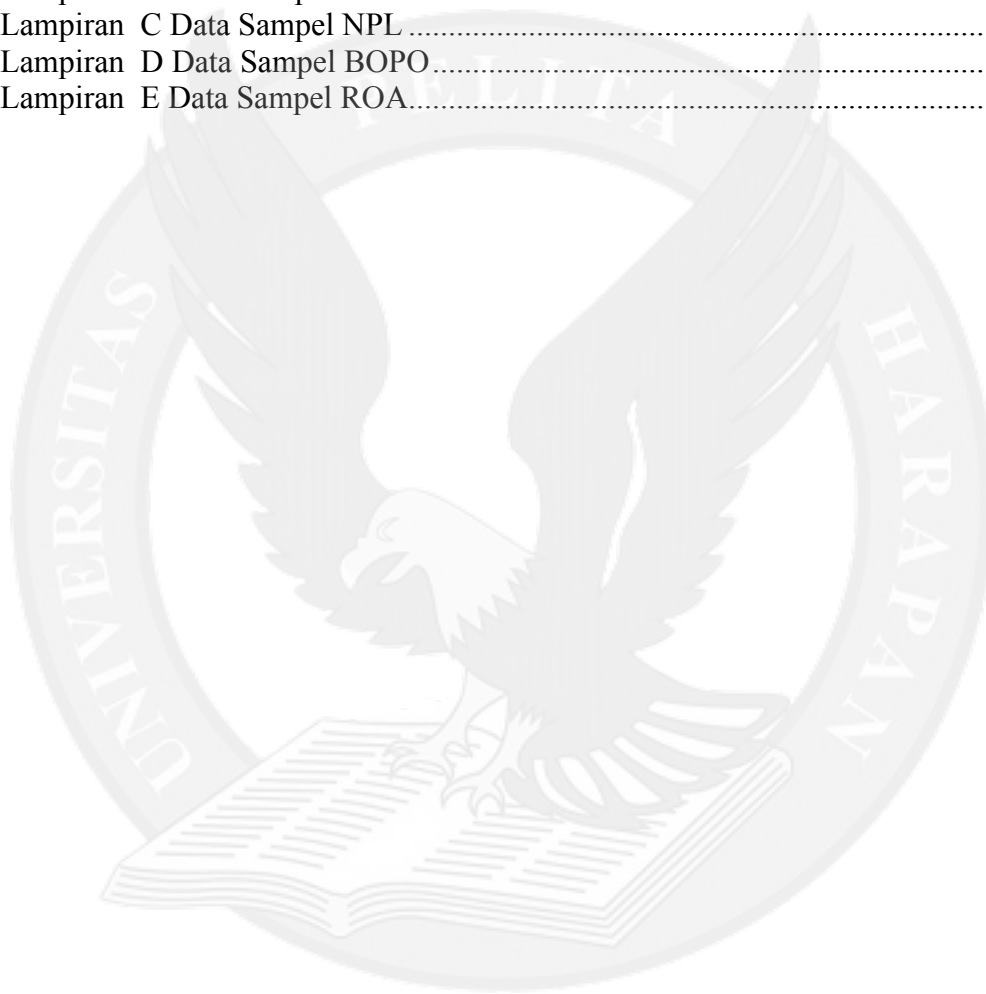 Lampiran C Data Sampel NPL ........................................................................
Lampiran D Data Sampel BOPO.....................................................................
Lampiran E Data Sampel ROA........................................................................
UNIVERSITAS PELITA HARAPAN